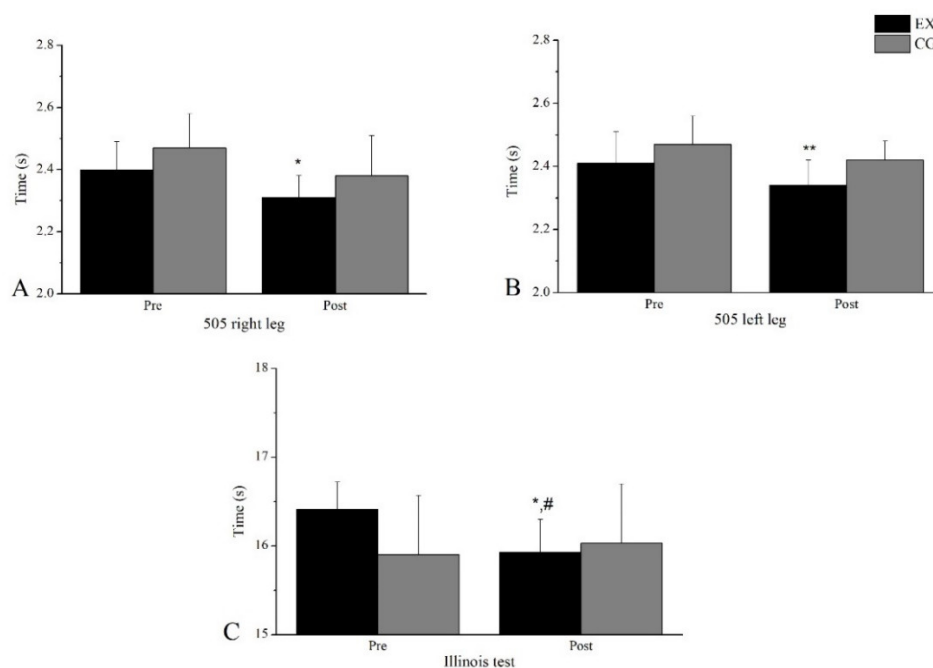 EX
CG
2.8
2.6
2.4
2.2
2.0
Time (s)
*
Pre
Post
505 right leg
A
2.8
2.6
2.4
2.2
2.0
Time (s)
**
Pre
Post
505 left leg
B
18
17
16
15
Time (s)
*,#
Pre
Post
Illinois test
C